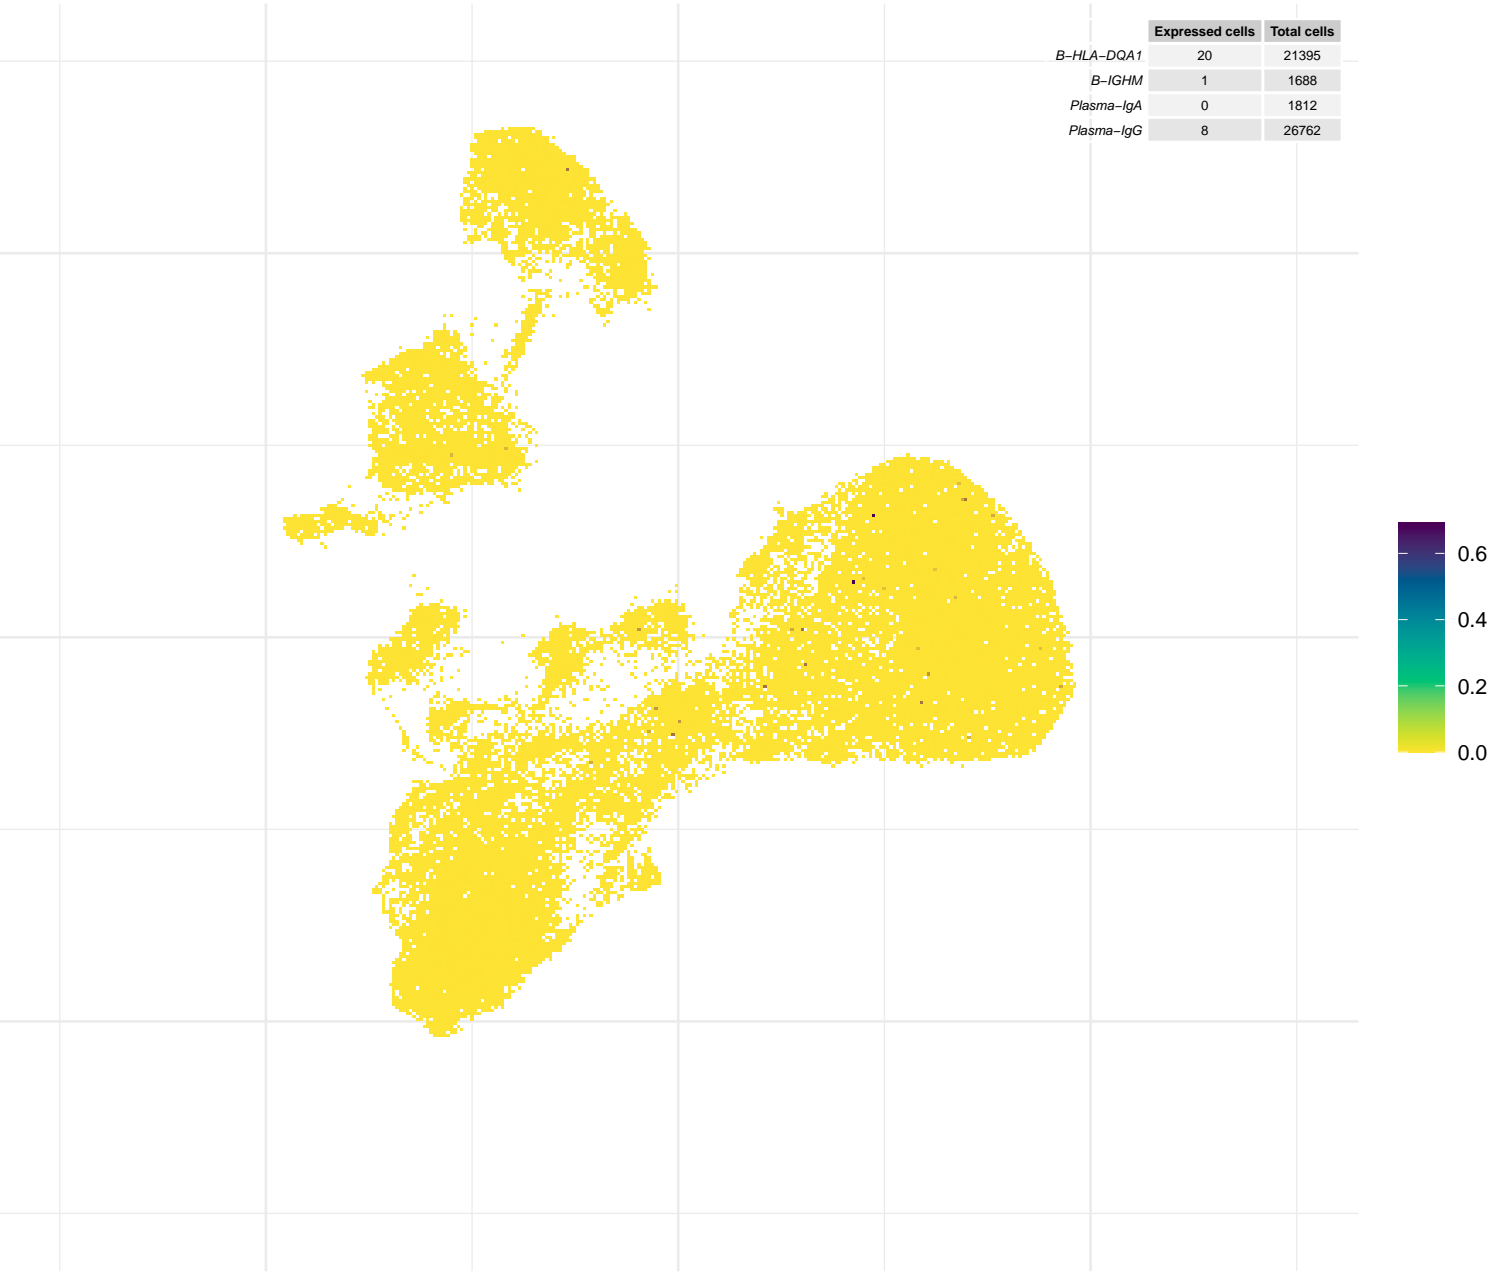 Expressed cells Total cells
B−HLA−DQA1 20 21395
B−IGHM 1 1688
Plasma−IgA 0 1812
Plasma−IgG 8 26762
0.6
0.4
0.2
0.0